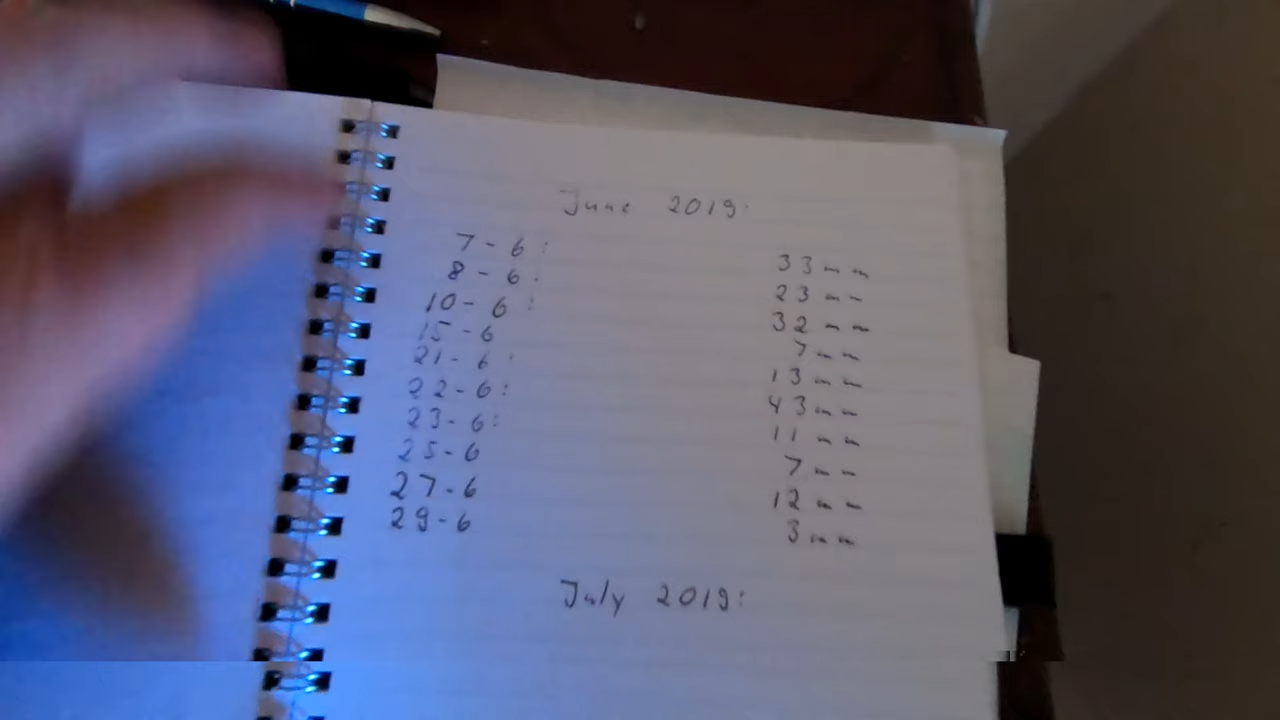 June 2019:
7-6: 33mm
8-6: 23mm
10-6: 32mm
15-6 7mm
21-6: 13mm
22-6: 43mm
23-6: 11mm
25-6 7mm
27-6 12mm
29-6 3mm
July 2019: